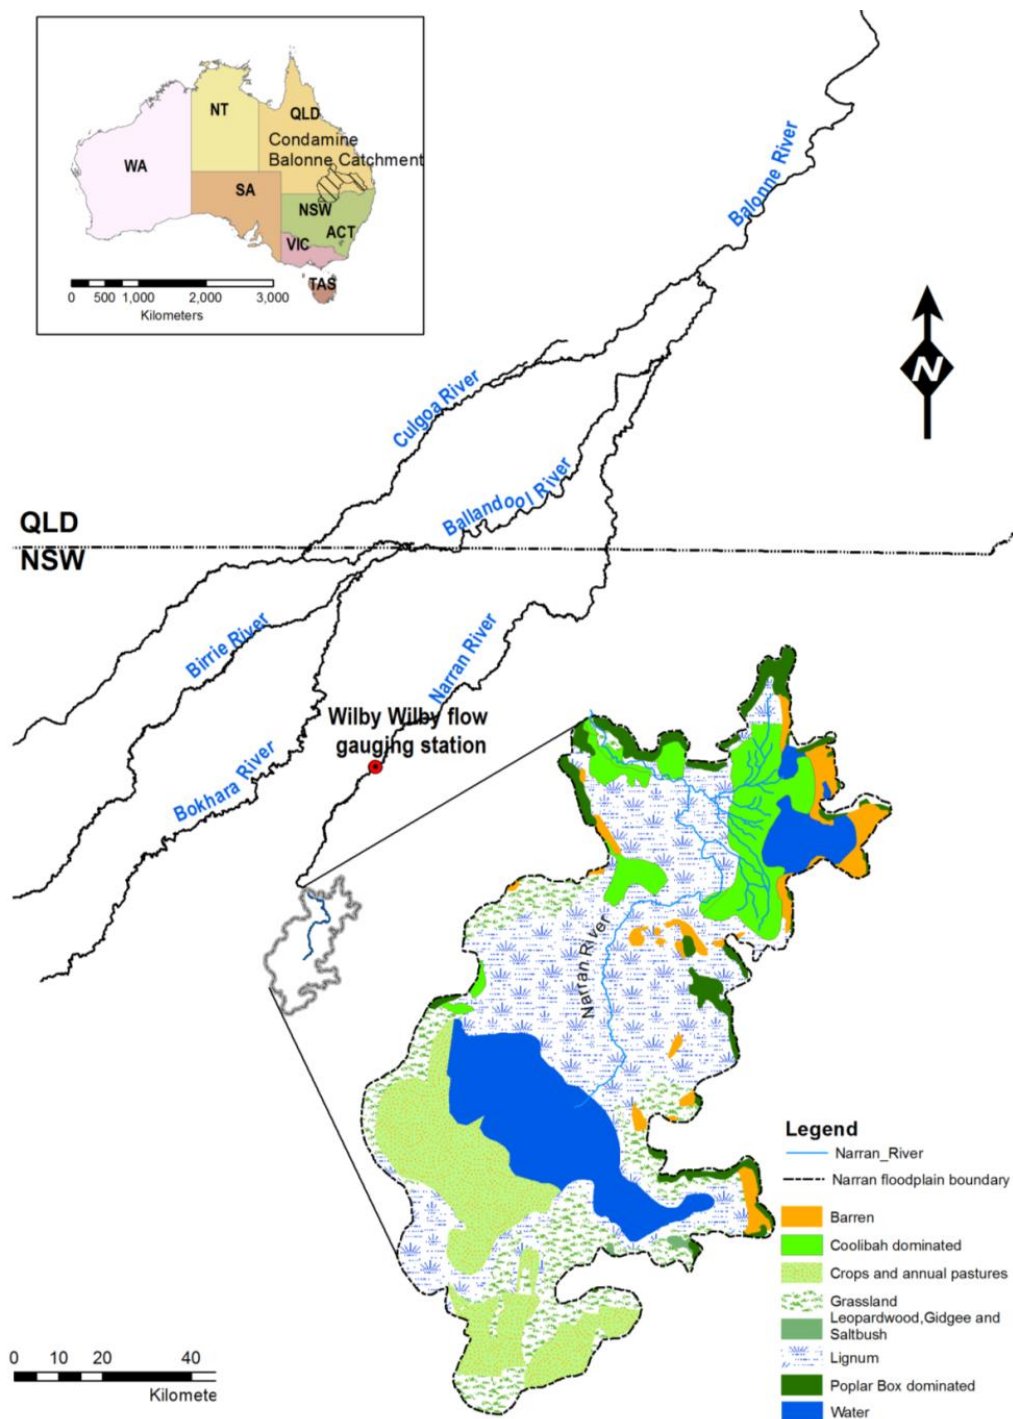 NT
QLD
Condamine
Balonne Catchment
WA
SA
NSW
ACT
VIC
TAS
0 500 1,000 2,000 3,000
Kilometers
Balonne River
N
Culgoa River
Ballandool River
QLD
NSW
Birrie River
Narran River
Wilby Wilby flow
gauging station
Bokhara River
Narran River
Legend
Narran_River
Narran floodplain boundary
Barren
Coolibah dominated
Crops and annual pastures
Grassland
Leopardwood,Gidgee and
Saltbush
Lignum
Poplar Box dominated
Water
0 10 20 40
Kilomete